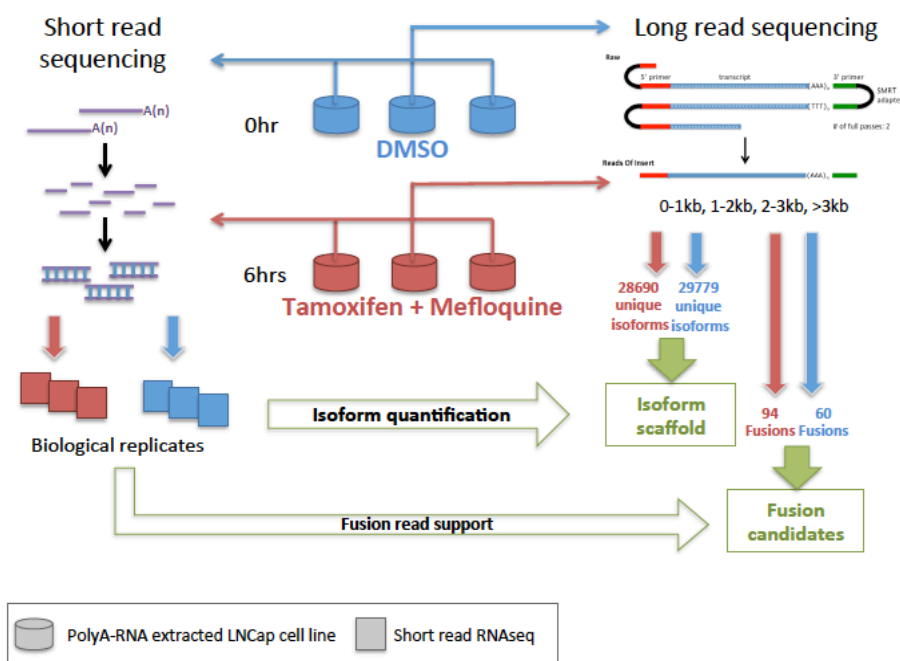 Short read
sequencing
A(n)
A(n)
0hr
DMSO
6hrs
Tamoxifen + Mefloquine
Long read sequencing
Raw
5' primer
transcript
3' primer
(AAA)n
SMRT
adapte
(TTT)n
# of full passes: 2
Reads Of Insert
(AAA)n
0-1kb, 1-2kb, 2-3kb, >3kb
28690
unique
isoforms
29779
unique
isoforms
Biological replicates
Isoform quantification
Isoform
scaffold
94
Fusions
60
Fusions
Fusion read support
Fusion
candidates
PolyA-RNA extracted LNCap cell line
Short read RNAseq